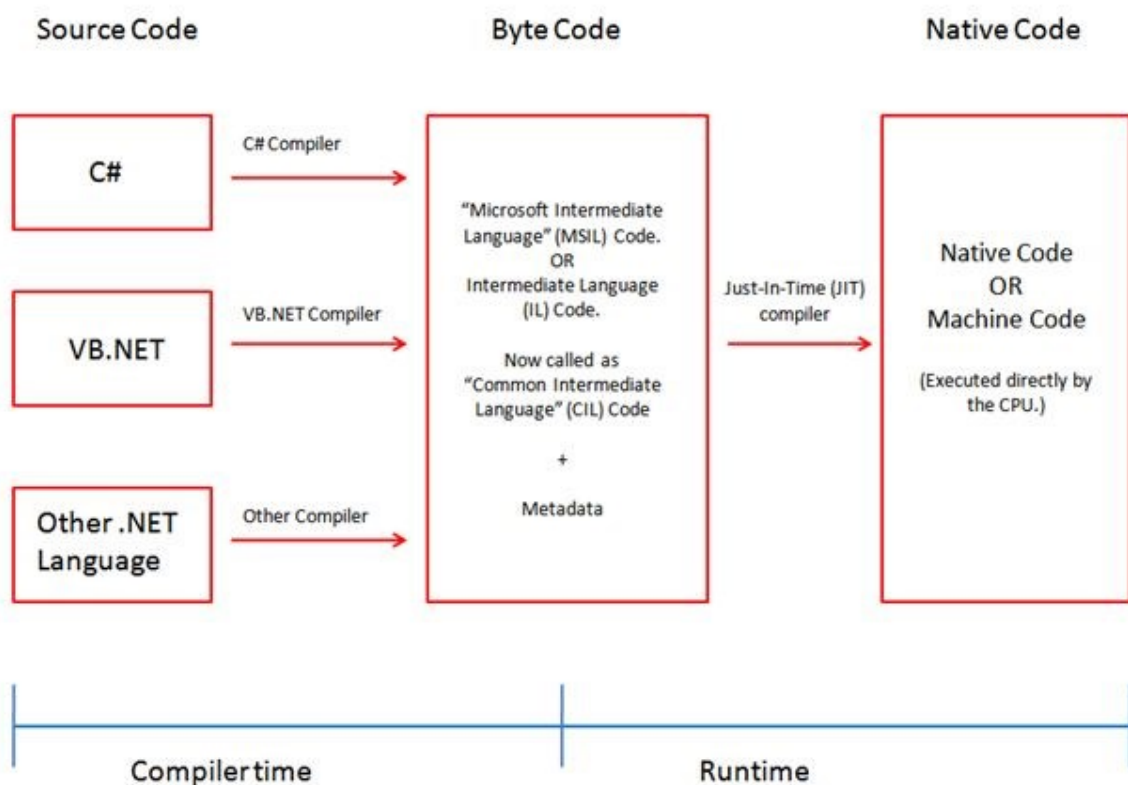 Source Code
Byte Code
Native Code
C#
C# Compiler
VB.NET
VB.NET Compiler
Other .NET
Language
Other Compiler
“Microsoft Intermediate
Language” (MSIL) Code.
OR
Intermediate Language
(IL) Code.
Now called as
“Common Intermediate
Language” (CIL) Code
+
Metadata
Just-In-Time (JIT)
compiler
Native Code
OR
Machine Code
(Executed directly by
the CPU.)
Compiler time
Runtime